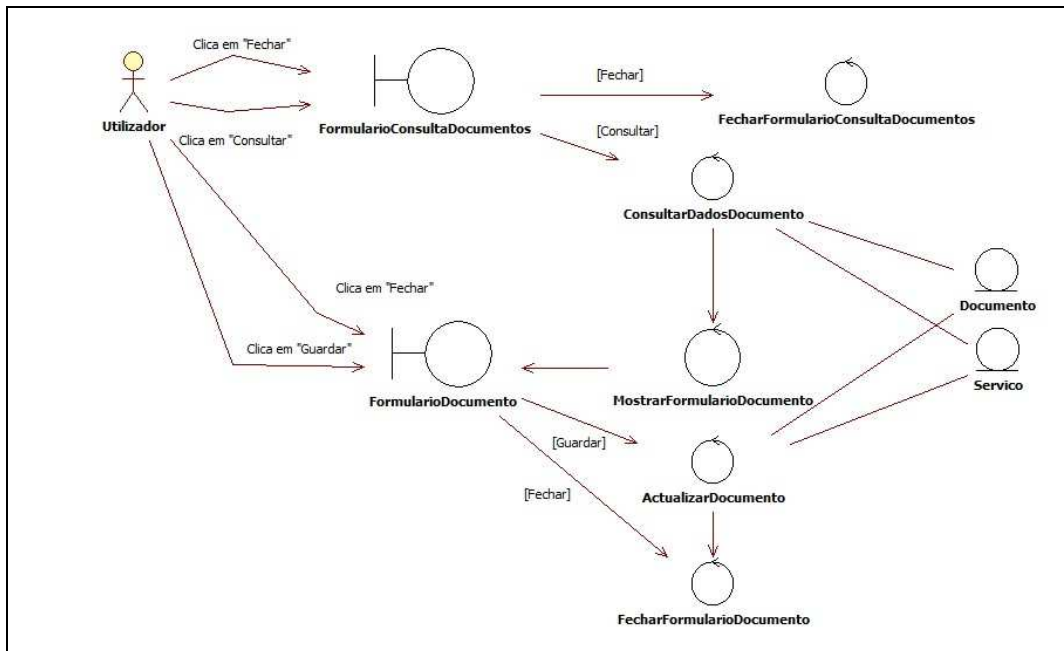 Clica em "Fechar"
Utilizador
Clica em "Consultar"
FormularioConsultaDocumentos
[Fechar]
FecharFormularioConsultaDocumentos
[Consultar]
ConsultarDadosDocumento
Documento
Servico
Clica em "Fechar"
Clica em "Guardar"
FormularioDocumento
MostrarFormularioDocumento
[Guardar]
ActualizarDocumento
[Fechar]
FecharFormularioDocumento